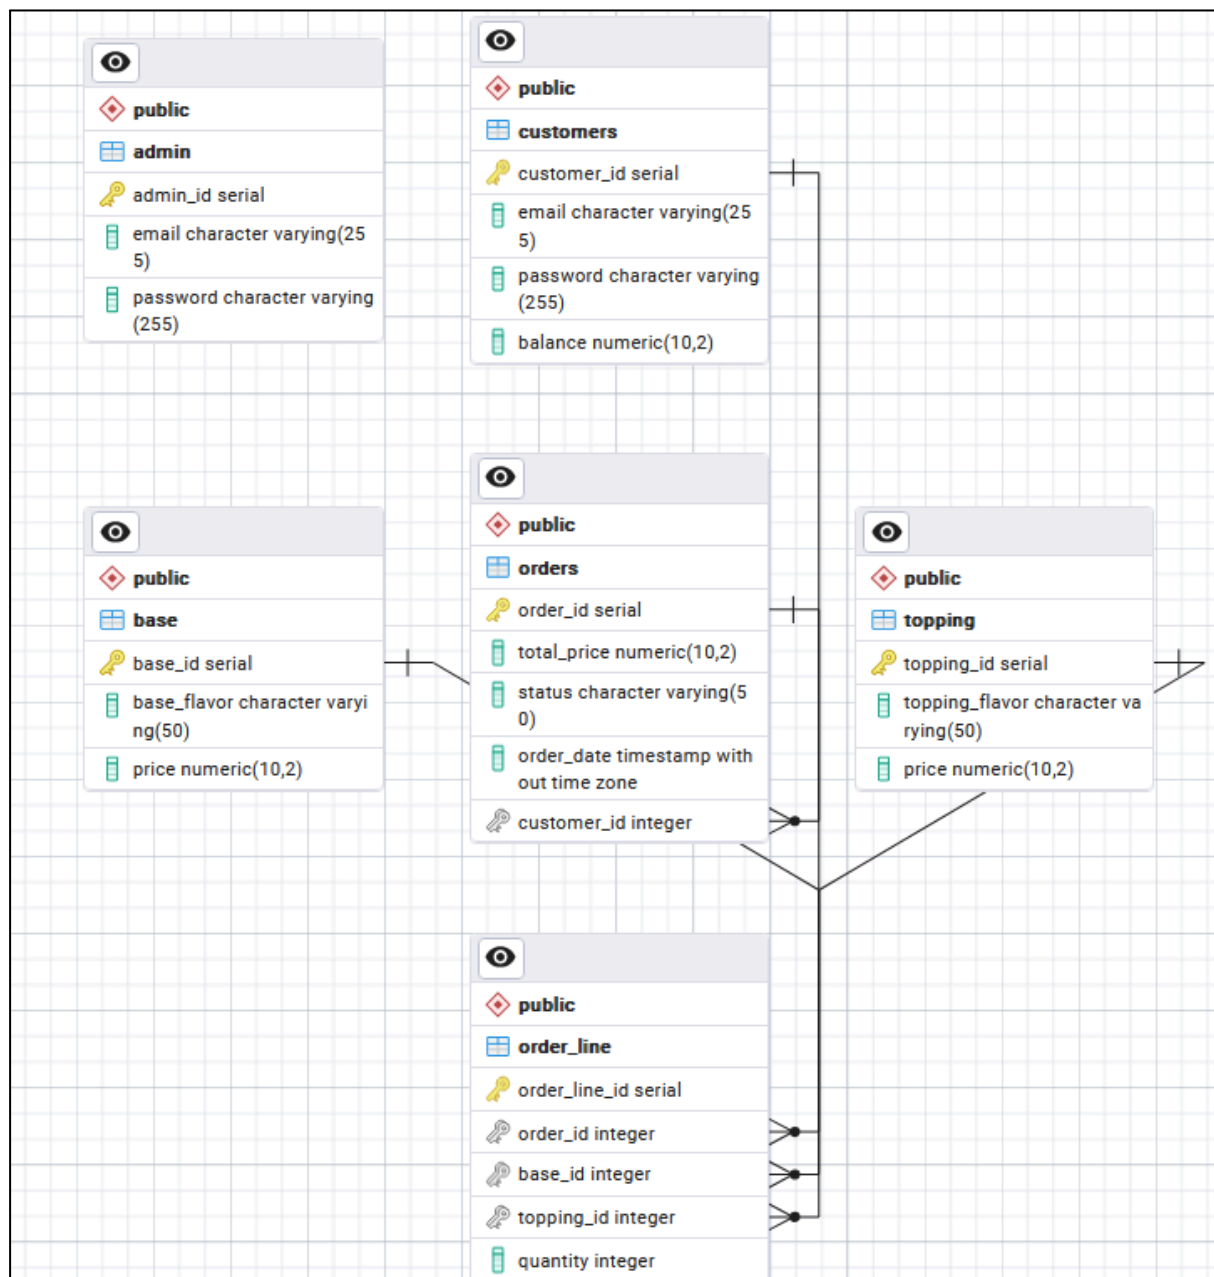 public
admin
admin_id serial
email character varying(25
5)
password character varying
(255)
public
customers
customer_id serial
email character varying(25
5)
password character varying
(255)
balance numeric(10,2)
public
base
base_id serial
base_flavor character varyi
ng(50)
price numeric(10,2)
public
orders
order_id serial
total_price numeric(10,2)
status character varying(5
0)
order_date timestamp with
out time zone
customer_id integer
public
topping
topping_id serial
topping_flavor character va
rying(50)
price numeric(10,2)
public
order_line
order_line_id serial
order_id integer
base_id integer
topping_id integer
quantity integer